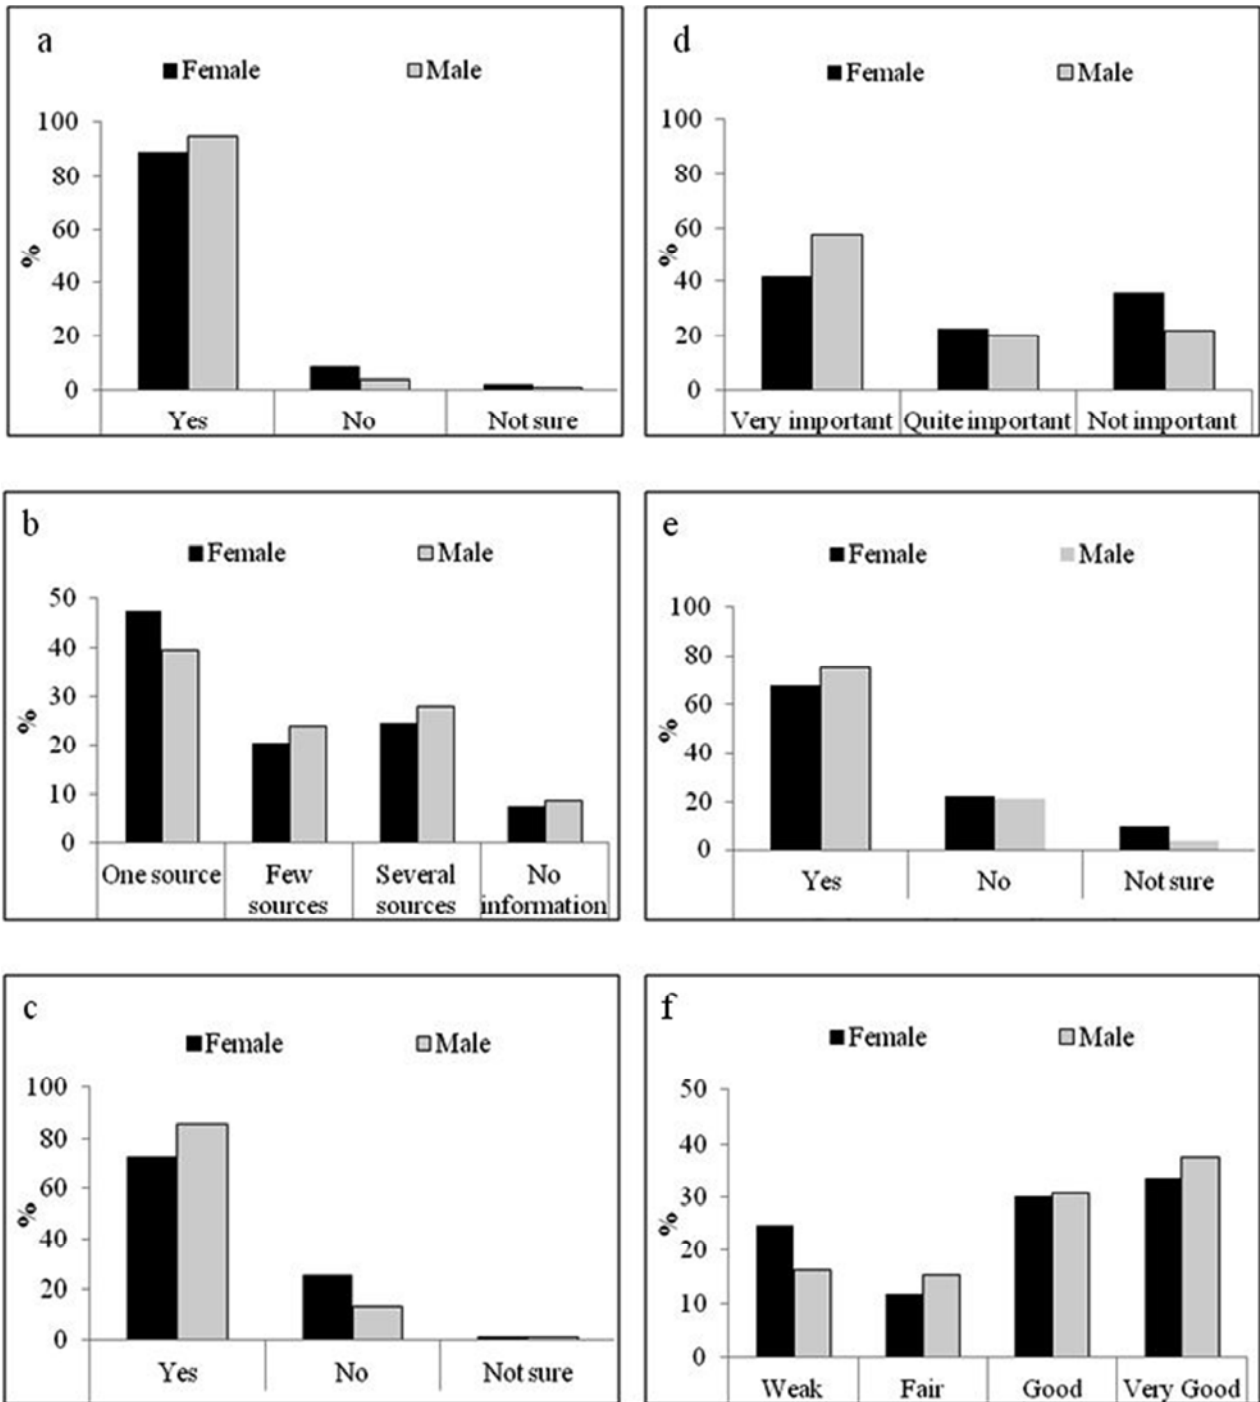 a
Female Male
100
80
60
40
20
0
%
Yes No Not sure
d
Female Male
100
80
60
40
20
0
%
Very important Quite important Not important
b
Female Male
50
40
30
20
10
0
%
One source Few sources Several sources No information
e
Female Male
100
80
60
40
20
0
%
Yes No Not sure
c
Female Male
100
80
60
40
20
0
%
Yes No Not sure
f
Female Male
50
40
30
20
10
0
%
Weak Fair Good Very Good